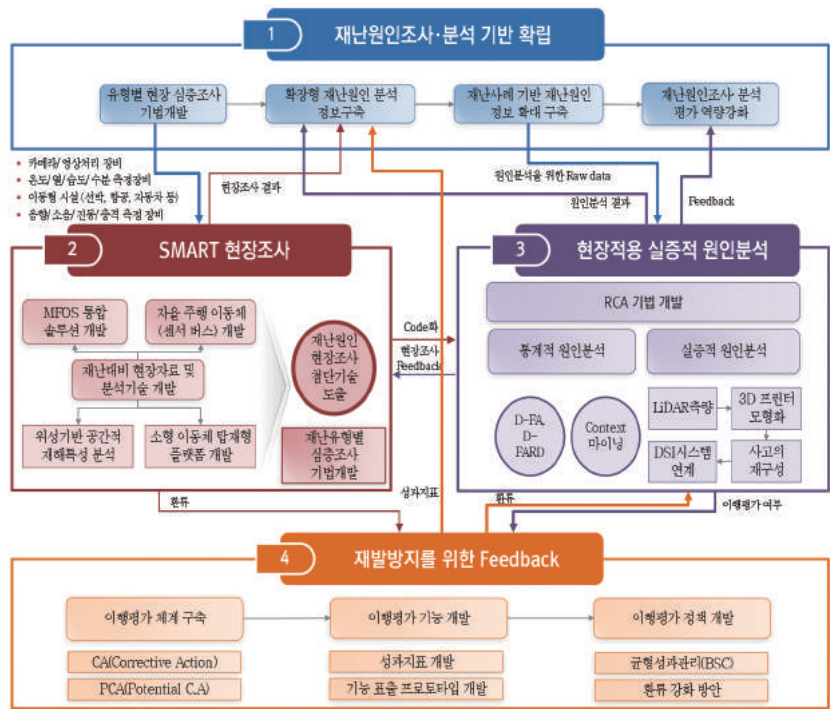 1 재난원인조사·분석 기반 확립
유형별 현장 심층조사
기법개발
확장형 재난원인 분석
정보구축
재난사례 기반 재난원인
정보 확대 구축
재난원인조사 분석
평가 역량강화
• 카메라/영상처리 장비
• 온도/열/습도/수분 측정장비
• 이동형 시설(선박, 항공, 자동차 등)
• 음향/소음/진동/충격 측정 장비
현장조사 결과
원인분석을 위한 Raw data
원인분석 결과
Feedback
2 SMART 현장조사
MFOS 통합
솔루션 개발
자율 주행 이동체
(센서 버스) 개발
재난대비 현장자료 및
분석기술 개발
위성기반 공간적
재해특성 분석
소형 이동체 탑재형
플랫폼 개발
재난원인
현장조사
첨단기술
도출
재난유형별
심층조사
기법개발
Code화
현장조사
Feedback
3 현장적용 실증적 원인분석
RCA 기법 개발
통계적 원인분석
실증적 원인분석
D-FA,
D-
FARD
Context
마이닝
LiDAR측량
3D 프린터
모형화
DSI시스템
연계
사고의
재구성
환류
성과지표
환류
이행평가 여부
4 재발방지를 위한 Feedback
이행평가 체계 구축
이행평가 기능 개발
이행평가 정책 개발
CA(Corrective Action)
성과지표 개발
균형성과관리(BSC)
PCA(Potential C.A)
기능 표출 프로토타입 개발
환류 강화 방안